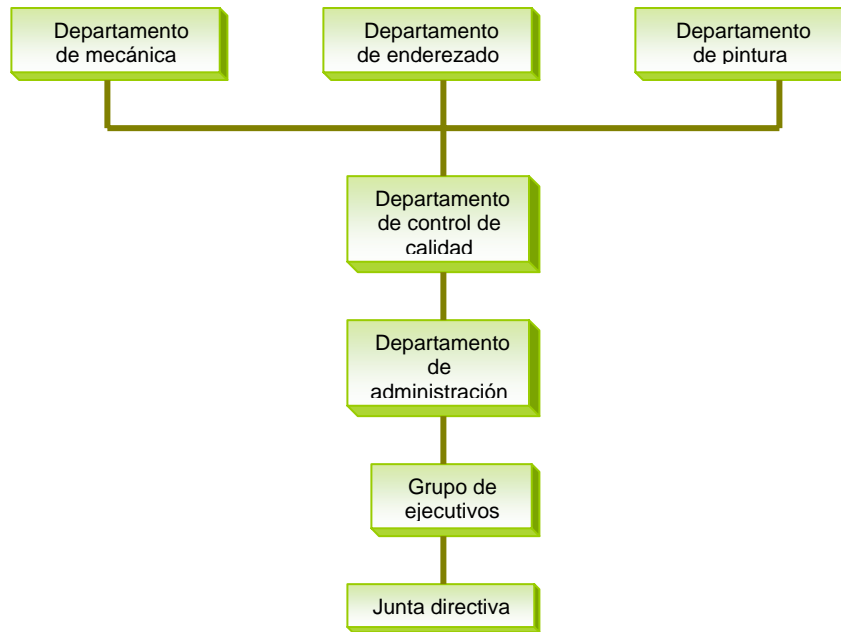 Departamento
de mecánica
Departamento
de enderezado
Departamento
de pintura
Departamento
de control de
calidad
Departamento
de
administración
Grupo de
ejecutivos
Junta directiva